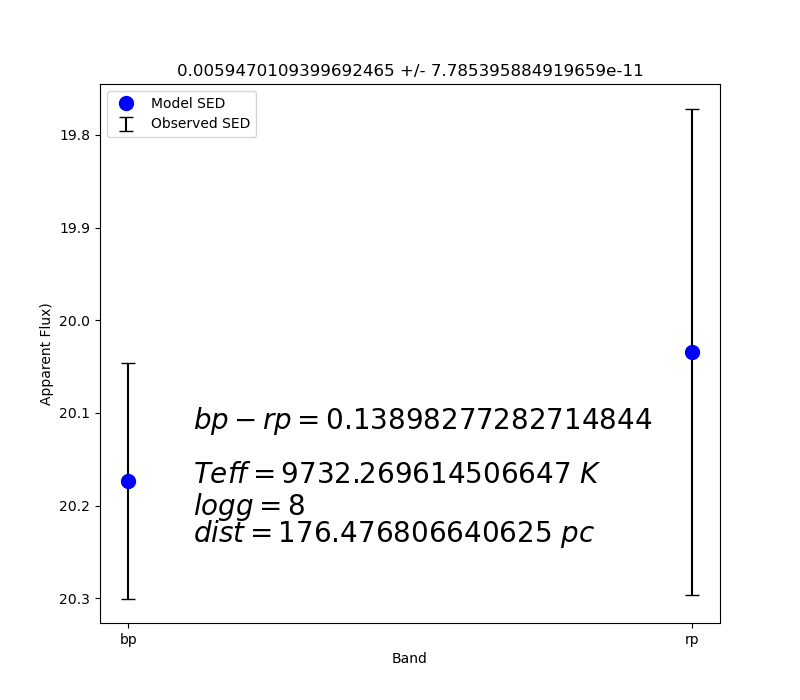 0.0059470109399692465 +/- 7.785395884919659e-11
Model SED
Observed SED
19.8
19.9
20.0
20.1
20.2
20.3
Apparent Flux)
bp − rp = 0.13898277282714844
Teff = 9732.269614506647 K
logg = 8
dist = 176.476806640625 pc
bp
rp
Band